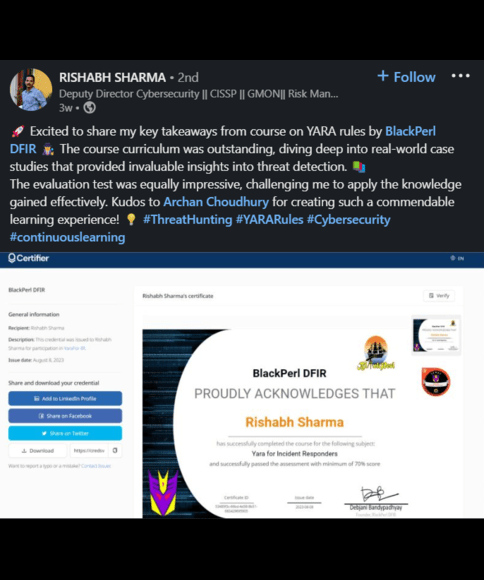 RISHABH SHARMA • 2nd
+ Follow •••
Deputy Director Cybersecurity || CISSP || GMON|| Risk Man...
3w •
🚀 Excited to share my key takeaways from course on YARA rules by BlackPerl
DFIR 🕵️‍♂️. The course curriculum was outstanding, diving deep into real-world case
studies that provided invaluable insights into threat detection. 📚
The evaluation test was equally impressive, challenging me to apply the knowledge
gained effectively. Kudos to Archan Choudhury for creating such a commendable
learning experience! 💡 #ThreatHunting #YARARules #Cybersecurity
#continuouslearning
Certifier
EN
BlackPerl DFIR
General information
Recipient: Rishabh Sharma
Description: This credential was issued to Rishabh
Sharma for participation in
Issue date: August 8, 2023
Share and download your credential
Add to LinkedIn Profile
Share on Facebook
Share on Twitter
Download
Want to report a typo or a mistake? Contact Issuer
Rishabh Sharma's certificate
Verify
BlackPerl DFIR
PROUDLY ACKNOWLEDGES THAT
Rishabh Sharma
has successfully completed the course for the following subject:
Yara for Incident Responders
and successfully passed the assessment with minimum of 70% score
Certificate ID
Issue date
Debjani Bandyopadhyay